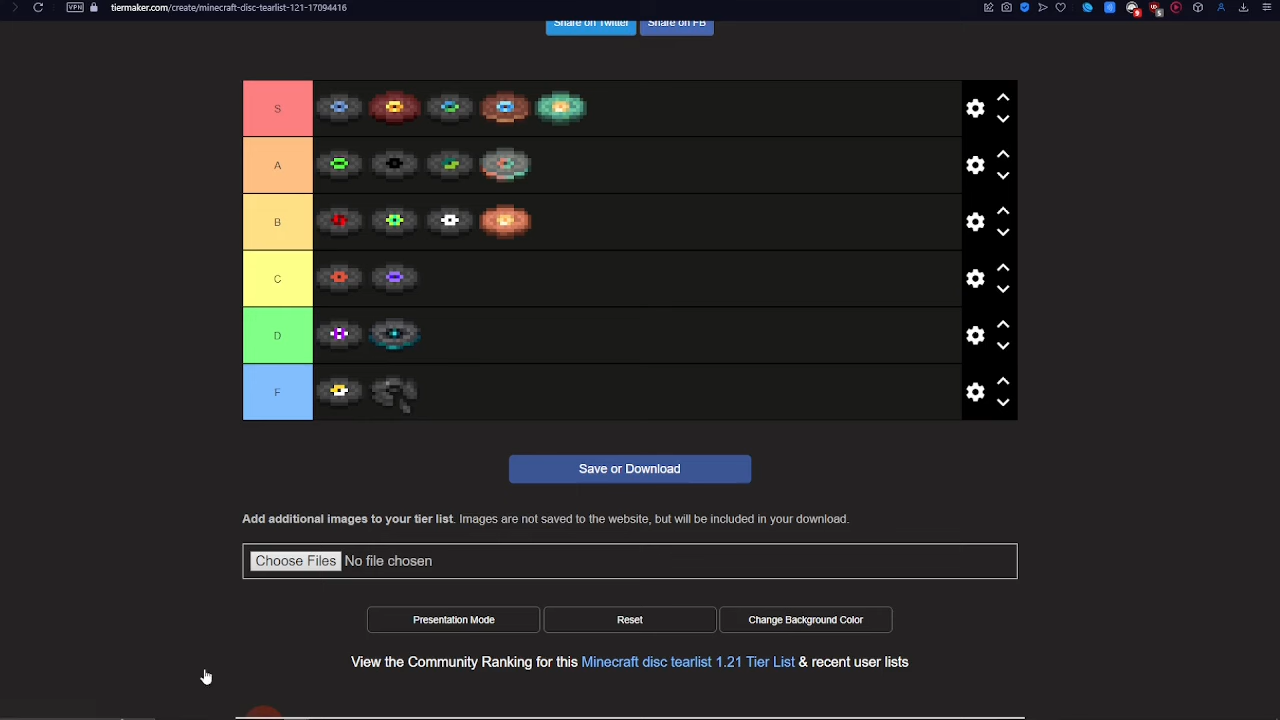 tiermaker.com/create/minecraft-disc-tearlist-121-17094416
VPN
9
5
Share on Twitter
Share on FB
S
A
B
C
D
F
Save or Download
Add additional images to your tier list. Images are not saved to the website, but will be included in your download.
Choose Files No file chosen
Presentation Mode
Reset
Change Background Color
View the Community Ranking for this Minecraft disc tearlist 1.21 Tier List & recent user lists